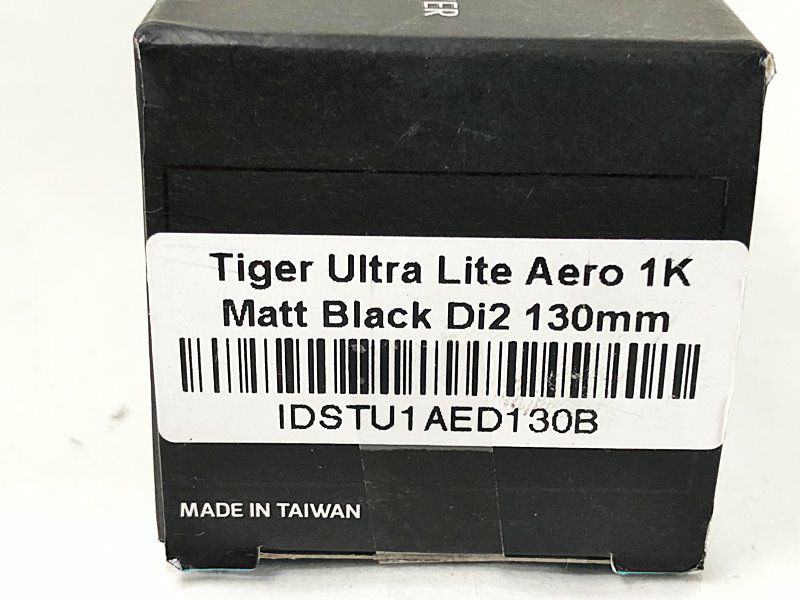 Tiger Ultra Lite Aero 1K
Matt Black Di2 130mm
IDSTU1AED130B
MADE IN TAIWAN